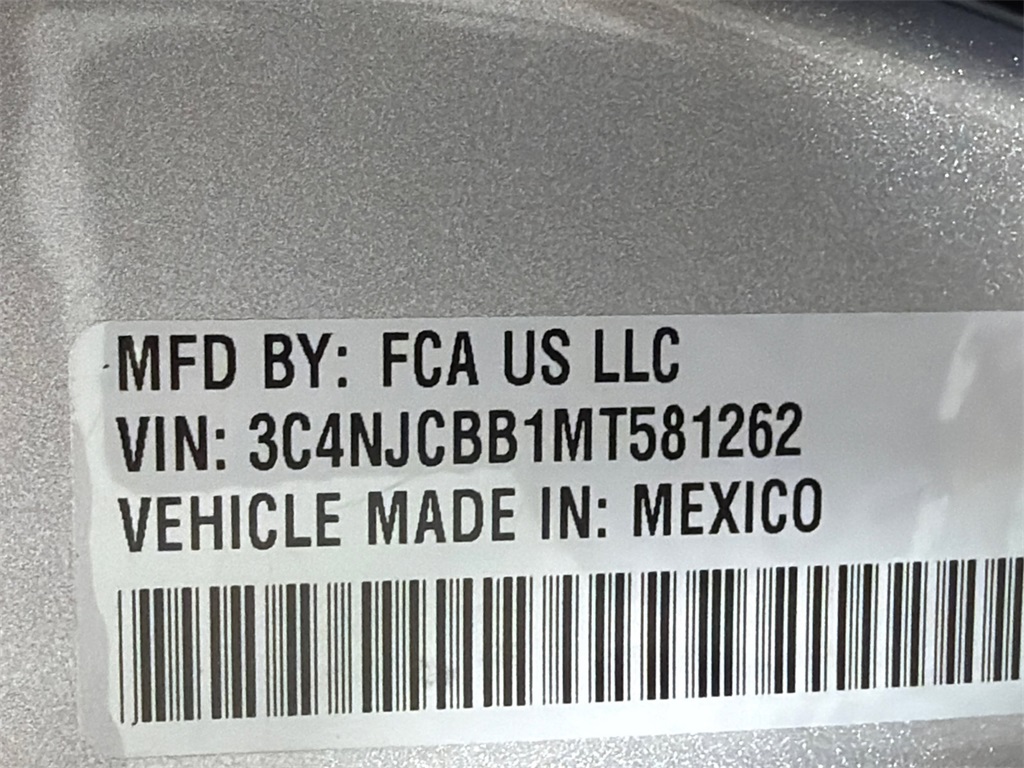 MFD BY: FCA US LLC
VIN: 3C4NJCBB1MT581262
VEHICLE MADE IN: MEXICO